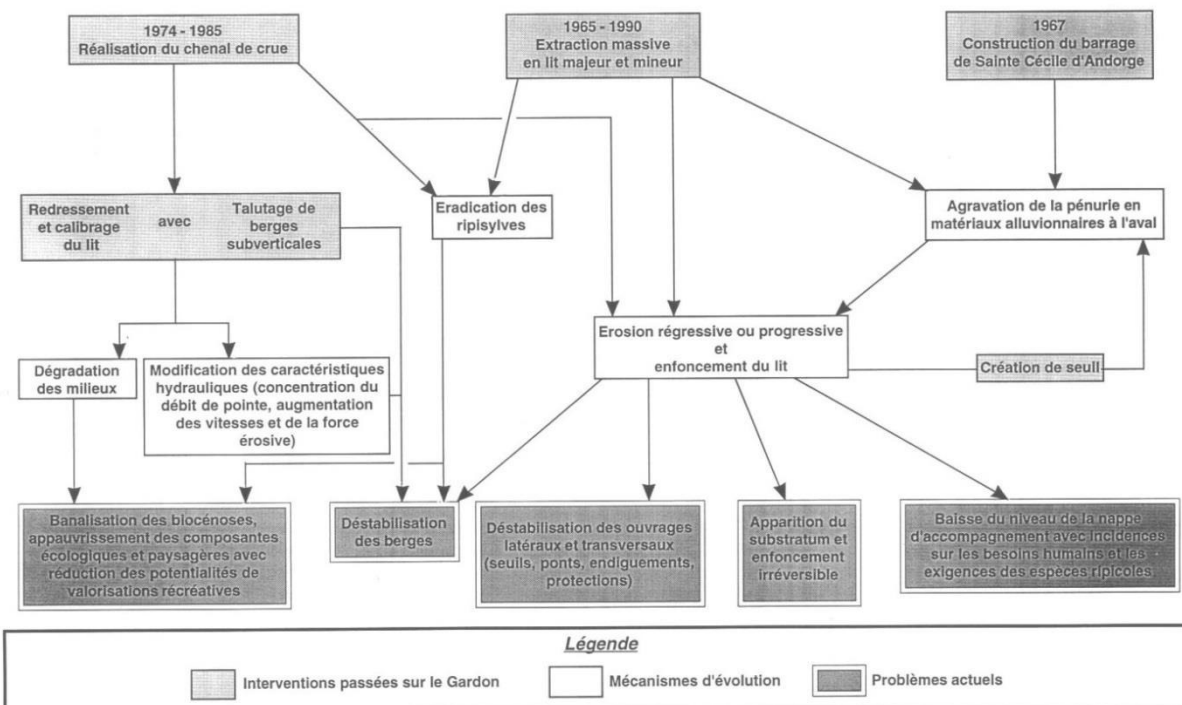 1974 - 1985
Réalisation du chenal de crue
1965 - 1990
Extraction massive
en lit majeur et mineur
1967
Construction du barrage
de Sainte Cécile d'Andorge
Redressement
et calibrage
du lit
avec
Talutage de
berges
subverticales
Eradication des
ripisylves
Agravation de la pénurie en
matériaux alluvionnaires à l'aval
Erosion régressive ou progressive
et
enfoncement du lit
Création de seuil
Dégradation
des milieux
Modification des caractéristiques
hydrauliques (concentration du
débit de pointe, augmentation
des vitesses et de la force
érosive)
Banalisation des biocénoses,
appauvrissement des composantes
écologiques et paysagères avec
réduction des potentialités de
valorisations récréatives
Déstabilisation
des berges
Déstabilisation des ouvrages
latéraux et transversaux
(seuils, ponts, endiguements,
protections)
Apparition du
substratum et
enfoncement
irréversible
Baisse du niveau de la nappe
d'accompagnement avec incidences
sur les besoins humains et les
exigences des espèces ripicoles
Légende
Interventions passées sur le Gardon
Mécanismes d'évolution
Problèmes actuels